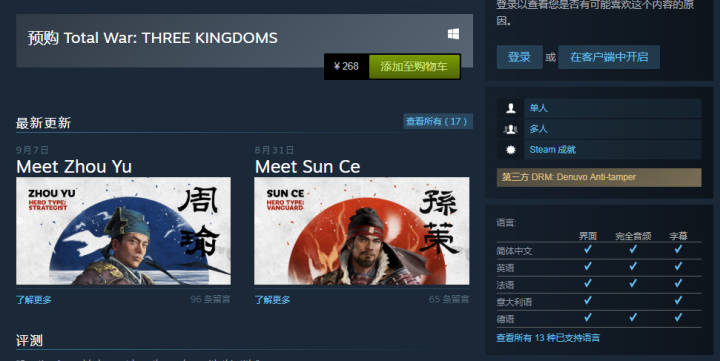 登录以查看您是否有可能喜欢这个内容的原
因。
登录 或 在客户端中开启
预购 Total War: THREE KINGDOMS
¥ 268 添加至购物车
最新更新 查看所有 ( 17 )
9月7日
Meet Zhou Yu
ZHOU YU
HERO TYPE:
STRATEGIST
周瑜
了解更多 96 条留言
8月31日
Meet Sun Ce
SUN CE
HERO TYPE:
VANGUARD
孫策
了解更多 65 条留言
评测
单人
多人
Steam 成就
第三方 DRM: Denuvo Anti-tamper
语言:
界面 完全音频 字幕
简体中文 ✔ ✔ ✔
英语 ✔ ✔ ✔
法语 ✔ ✔ ✔
意大利语 ✔ ✔
德语 ✔ ✔ ✔
查看所有 13 种已支持语言